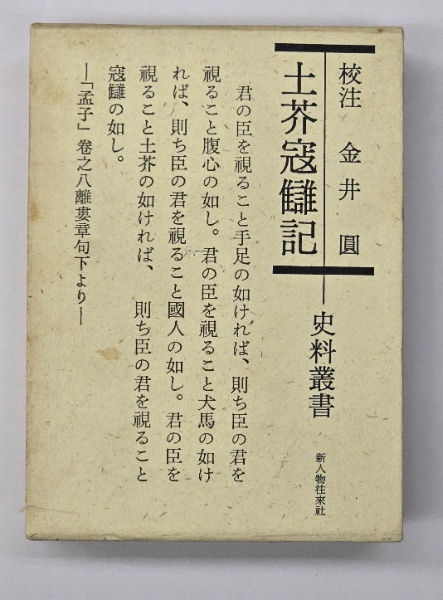 校注 金井 圓
土芥寇讎記
―史料叢書
新人物往來社
君の臣を視ること手足の如ければ、則ち臣の君を
視ること腹心の如し。君の臣を視ること犬馬の如け
れば、則ち臣の君を視ること國人の如し。君の臣を
視ること土芥の如ければ、 則ち臣の君を視ること
寇讎の如し。
―「孟子」卷之八離婁章句下より―